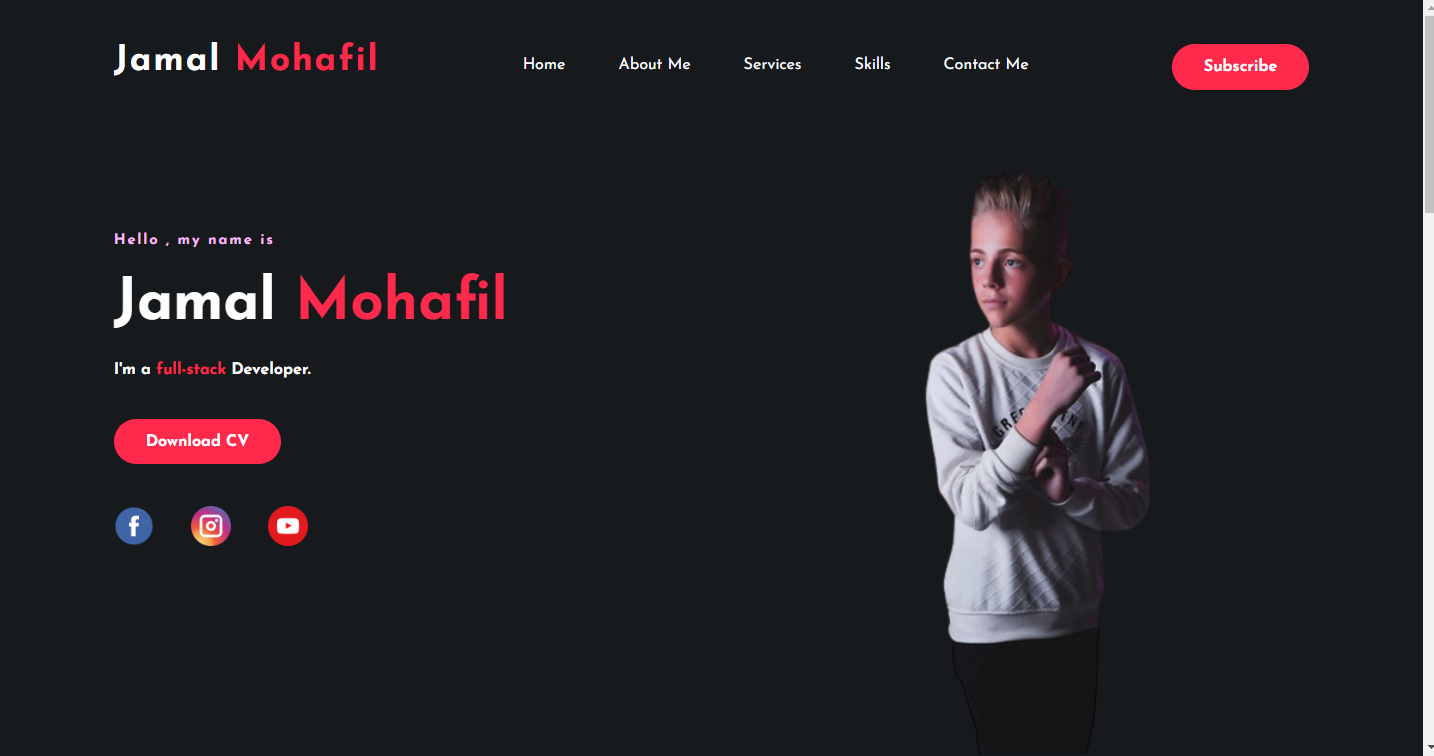 Jamal Mohafil
Home
About Me
Services
Skills
Contact Me
Subscribe
Hello , my name is
Jamal Mohafil
I'm a full-stack Developer.
Download CV